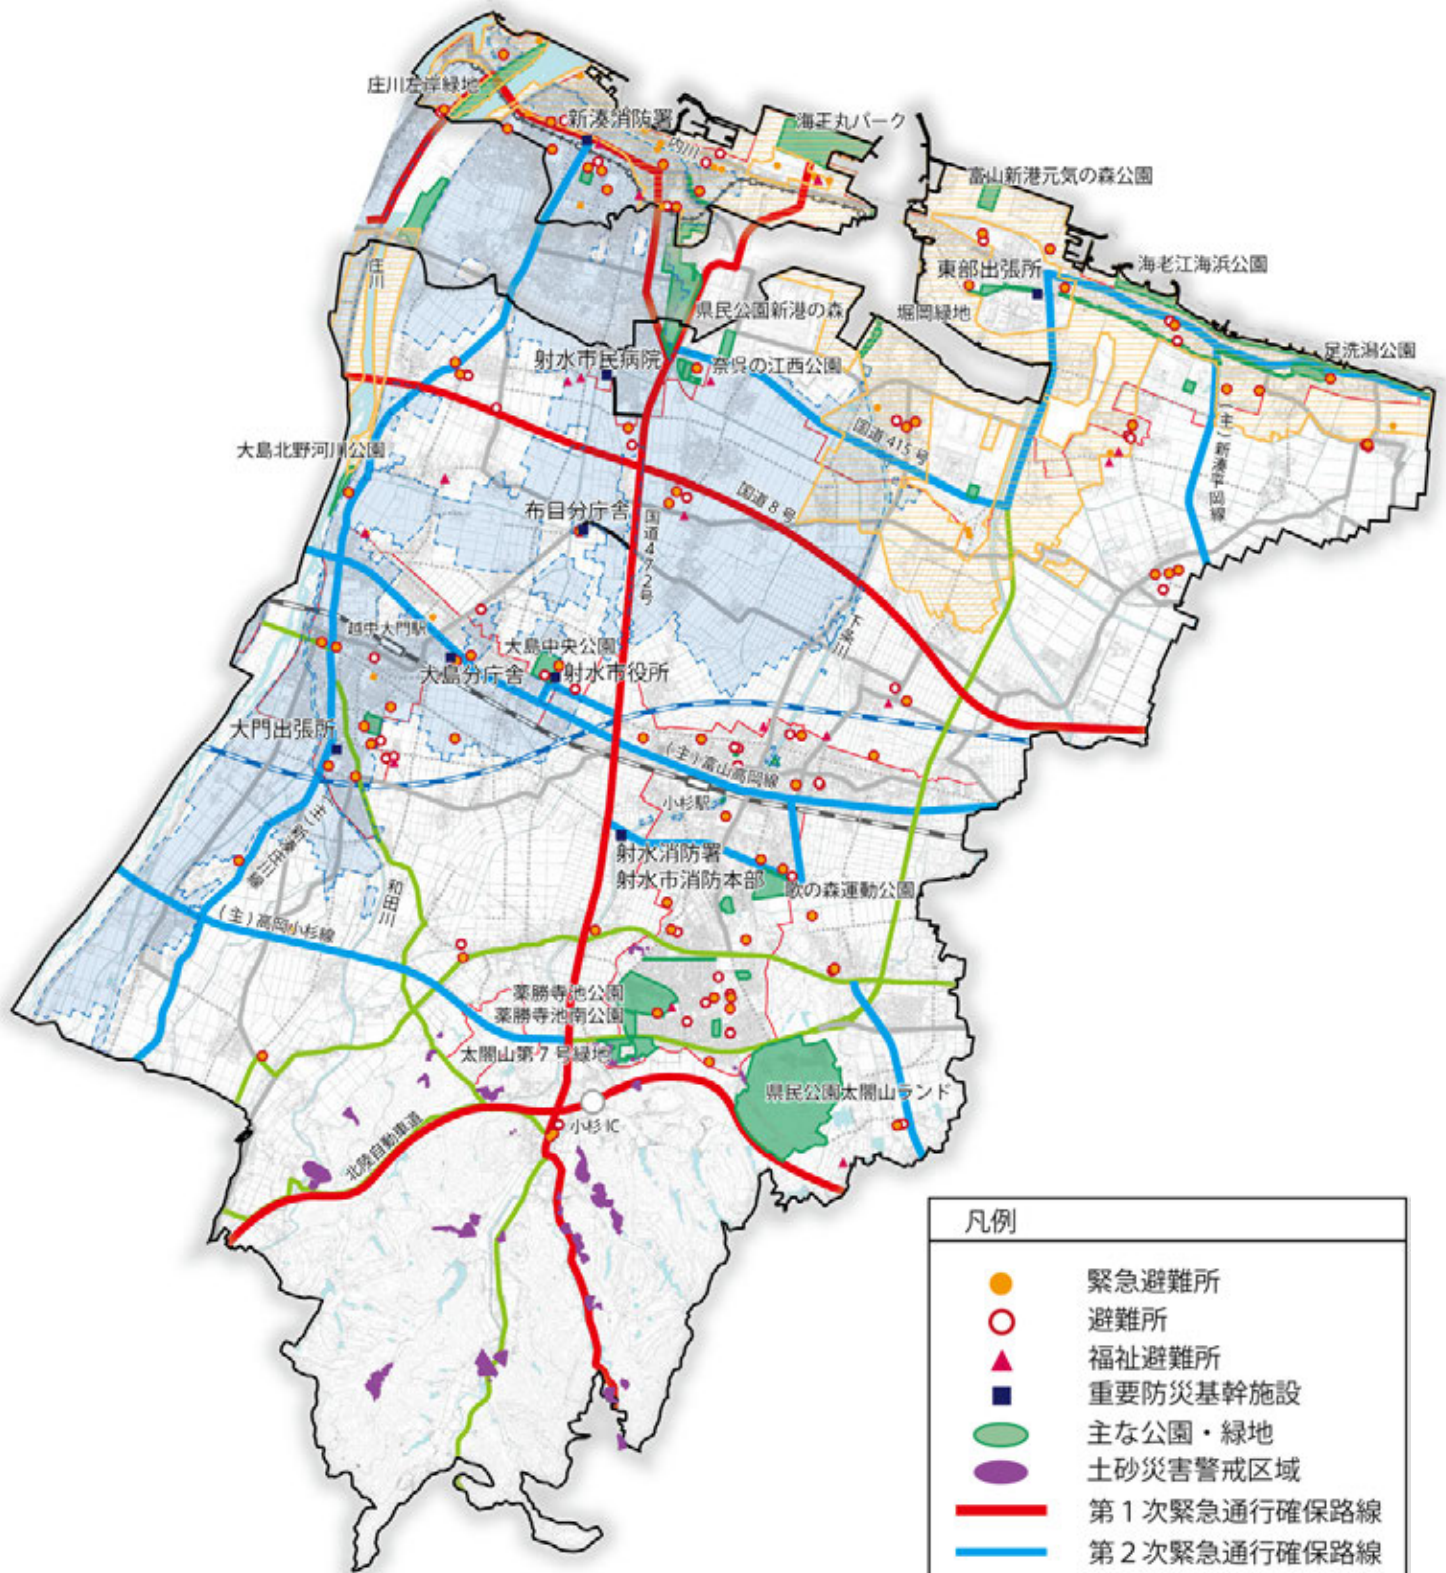 庄川左岸緑地
新湊消防署
海王丸パーク
内川
富山新港元気の森公園
東部出張所
海老江海浜公園
庄川
県民公園新港の森
堀岡緑地
射水市民病院
奈呉の江西公園
足洗潟公園
大島北野河川公園
国道415号
(主)新湊平岡線
国道8号
布目分庁舎
国道472号
下条川
越中大門駅
大島中央公園
大島分庁舎
射水市役所
大門出張所
(主)富山高岡線
小杉駅
(主)新湊庄川線
射水消防署
射水市消防本部
歌の森運動公園
和田川
(主)高岡小杉線
薬勝寺池公園
薬勝寺池南公園
太閤山第7号緑地
県民公園太閤山ランド
小杉IC
北陸自動車道
凡例
緊急避難所
避難所
福祉避難所
重要防災基幹施設
主な公園・緑地
土砂災害警戒区域
第1次緊急通行確保路線
第2次緊急通行確保路線